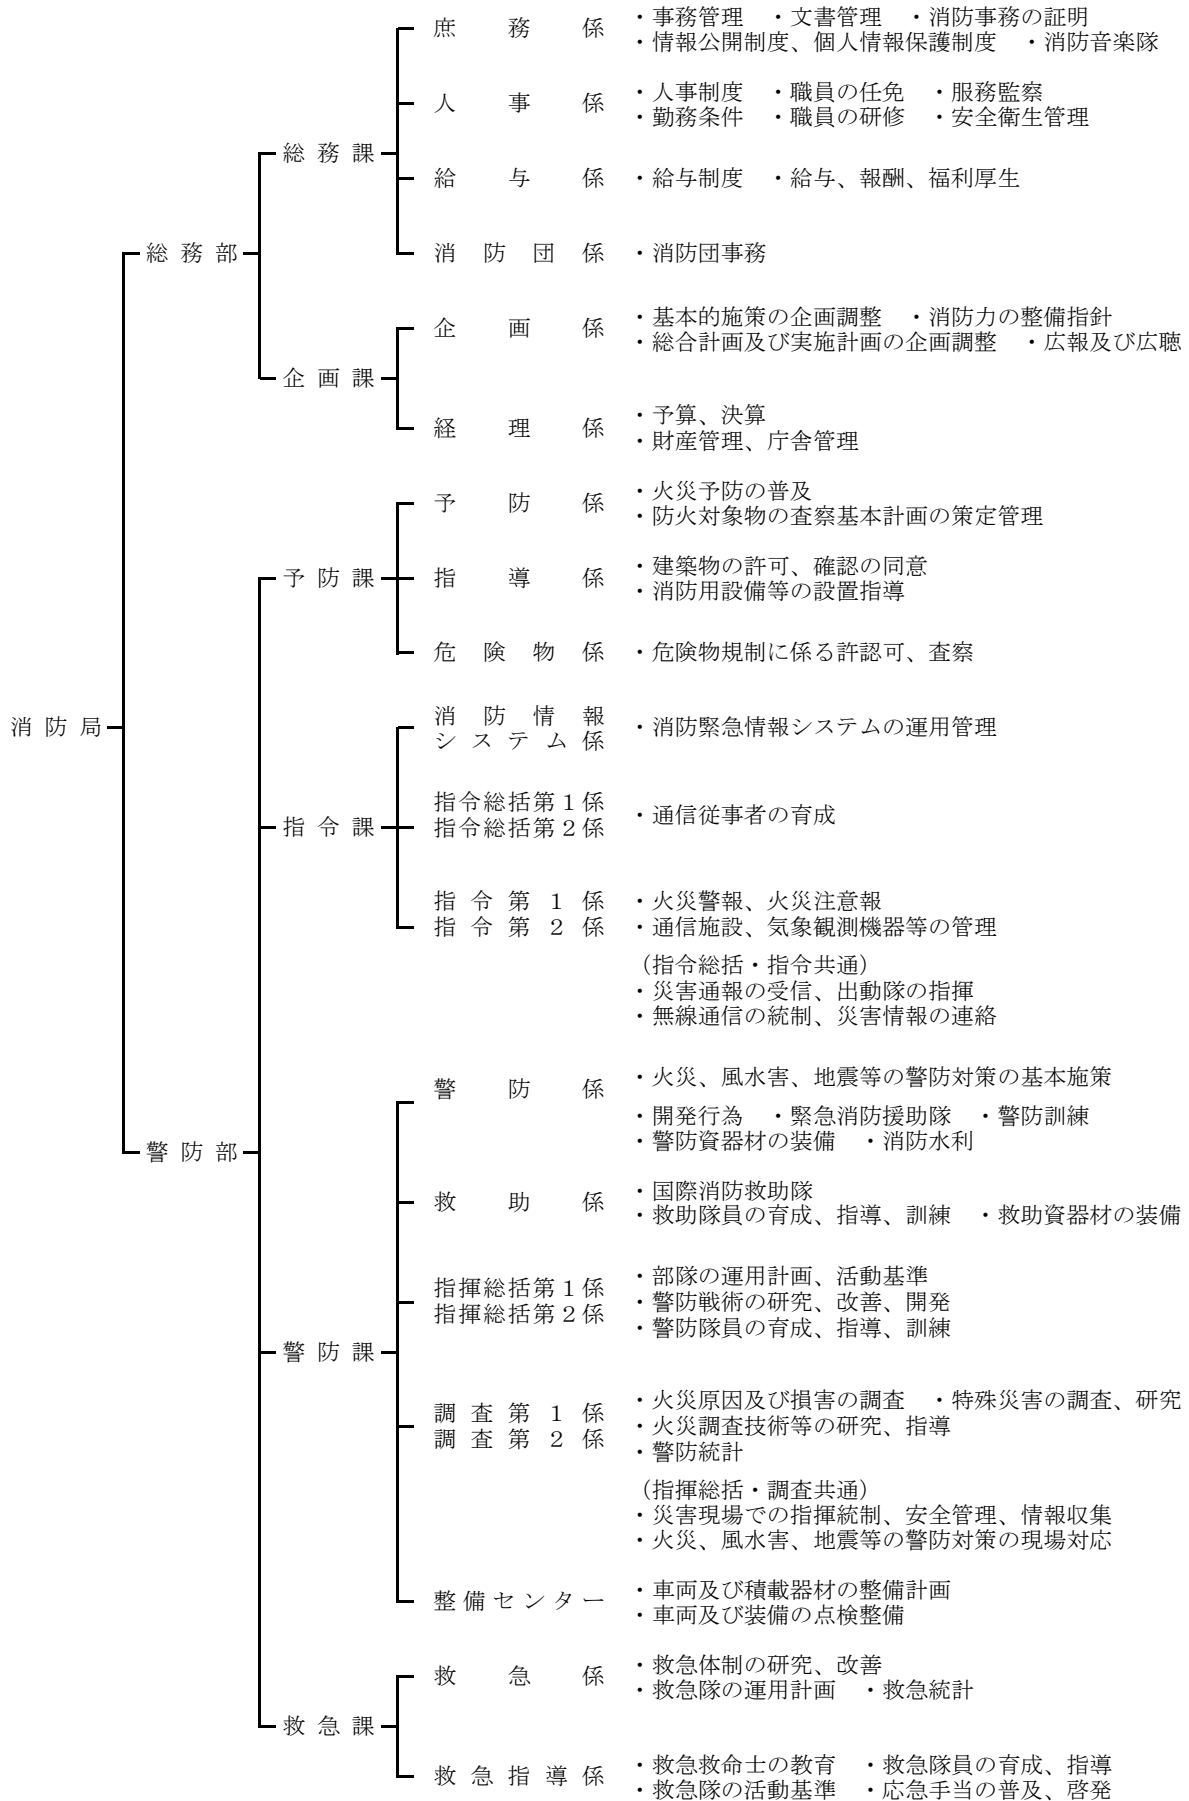 消防局
総務部
総務課
庶務係
・事務管理　・文書管理　・消防事務の証明
・情報公開制度、個人情報保護制度　・消防音楽隊
人事係
・人事制度　・職員の任免　・服務監察
・勤務条件　・職員の研修　・安全衛生管理
給与係
・給与制度　・給与、報酬、福利厚生
消防団係
・消防団事務
企画課
企画係
・基本的施策の企画調整　・消防力の整備指針
・総合計画及び実施計画の企画調整　・広報及び広聴
経理係
・予算、決算
・財産管理、庁舎管理
警防部
予防課
予防係
・火災予防の普及
・防火対象物の査察基本計画の策定管理
指導係
・建築物の許可、確認の同意
・消防用設備等の設置指導
危険物係
・危険物規制に係る許認可、査察
指令課
消防情報
システム係
・消防緊急情報システムの運用管理
指令総括第１係
指令総括第２係
・通信従事者の育成
指令第１係
指令第２係
・火災警報、火災注意報
・通信施設、気象観測機器等の管理
（指令総括・指令共通）
・災害通報の受信、出動隊の指揮
・無線通信の統制、災害情報の連絡
警防課
警防係
・火災、風水害、地震等の警防対策の基本施策
・開発行為　・緊急消防援助隊　・警防訓練
・警防資器材の装備　・消防水利
救助係
・国際消防救助隊
・救助隊員の育成、指導、訓練　・救助資器材の装備
指揮総括第１係
指揮総括第２係
・部隊の運用計画、活動基準
・警防戦術の研究、改善、開発
・警防隊員の育成、指導、訓練
調査第１係
調査第２係
・火災原因及び損害の調査　・特殊災害の調査、研究
・火災調査技術等の研究、指導
・警防統計
（指揮総括・調査共通）
・災害現場での指揮統制、安全管理、情報収集
・火災、風水害、地震等の警防対策の現場対応
整備センター
・車両及び積載器材の整備計画
・車両及び装備の点検整備
救急課
救急係
・救急体制の研究、改善
・救急隊の運用計画　・救急統計
救急指導係
・救急救命士の教育　・救急隊員の育成、指導
・救急隊の活動基準　・応急手当の普及、啓発